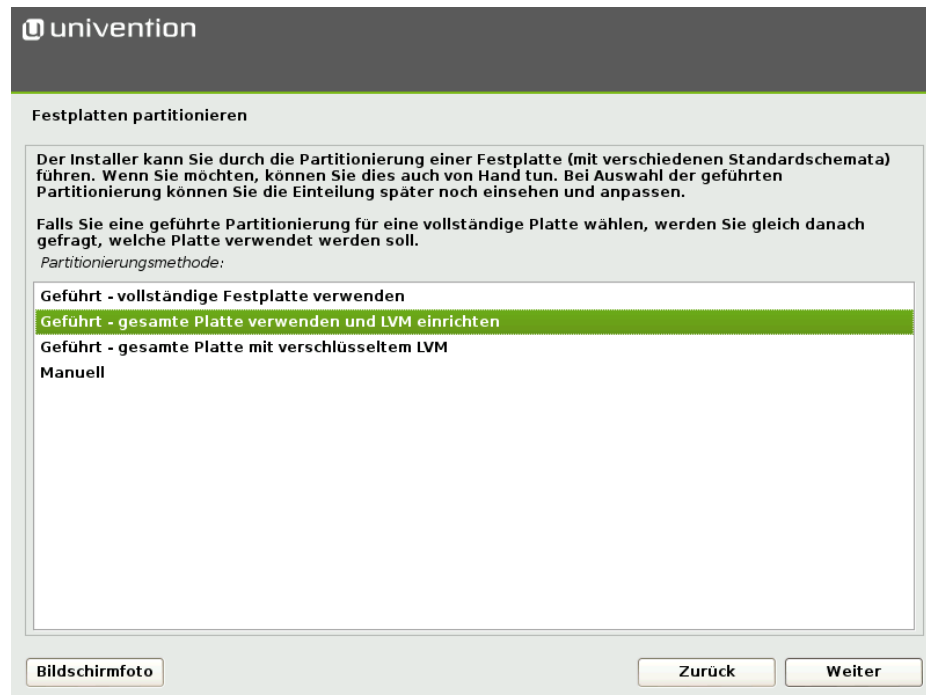 univention
Festplatten partitionieren
Der Installer kann Sie durch die Partitionierung einer Festplatte (mit verschiedenen Standardschemata)
führen. Wenn Sie möchten, können Sie dies auch von Hand tun. Bei Auswahl der geführten
Partitionierung können Sie die Einteilung später noch einsehen und anpassen.
Falls Sie eine geführte Partitionierung für eine vollständige Platte wählen, werden Sie gleich danach
gefragt, welche Platte verwendet werden soll.
Partitionierungsmethode:
Geführt - vollständige Festplatte verwenden
Geführt - gesamte Platte verwenden und LVM einrichten
Geführt - gesamte Platte mit verschlüsseltem LVM
Manuell
Bildschirmfoto
Zurück
Weiter